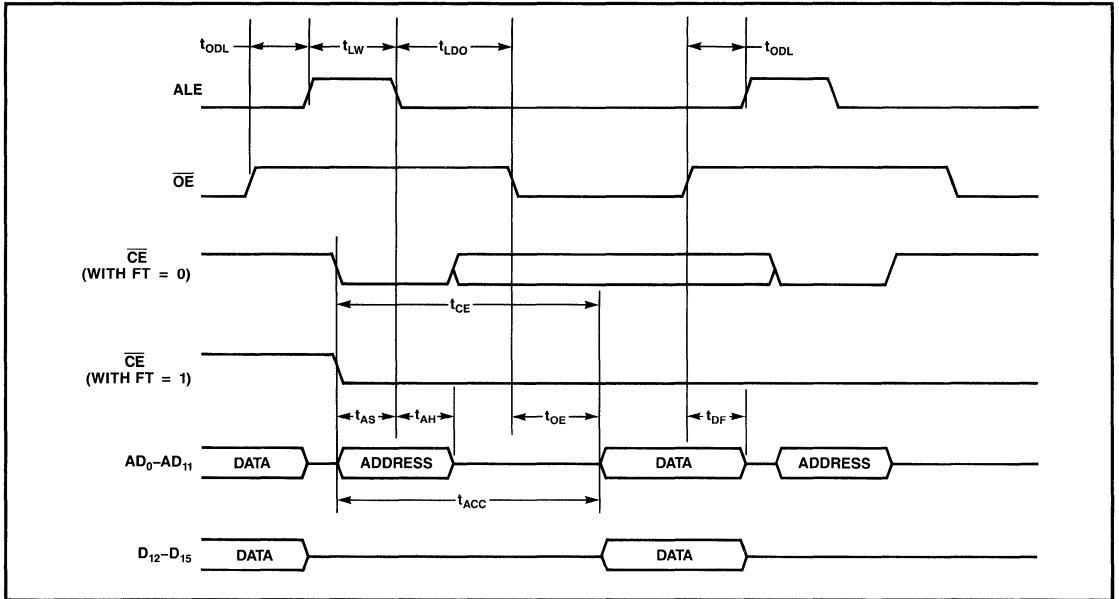 tODL tLW tLDO tODL
ALE
OE
CE
(WITH FT = 0)
tCE
CE
(WITH FT = 1)
tAS tAH tOE tDF
AD0–AD11 DATA ADDRESS DATA ADDRESS
tACC
D12–D15 DATA DATA